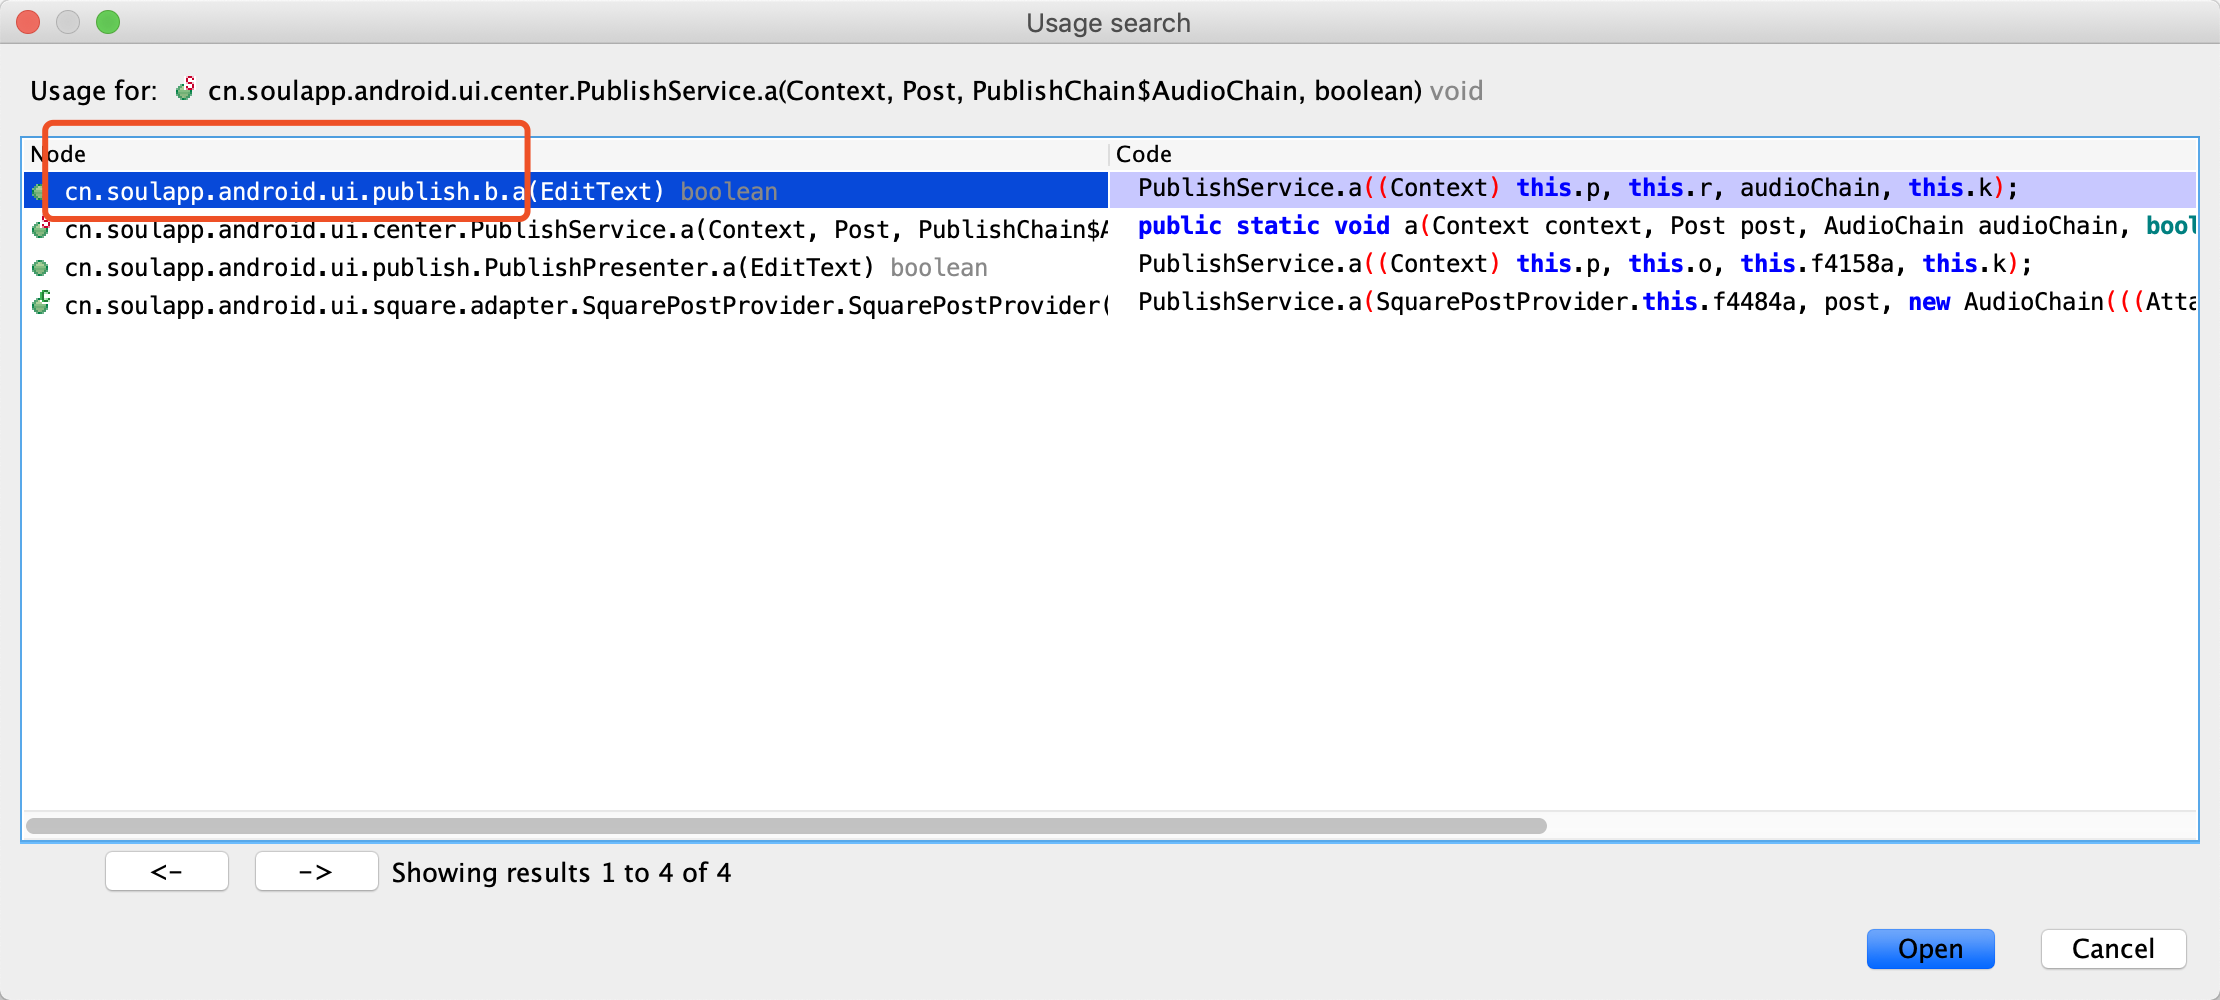 Usage search
Usage for: cn.soulapp.android.ui.center.PublishService.a(Context, Post, PublishChain$AudioChain, boolean) void
Node Code
cn.soulapp.android.ui.publish.b.a(EditText) boolean PublishService.a((Context) this.p, this.r, audioChain, this.k);
cn.soulapp.android.ui.center.PublishService.a(Context, Post, PublishChain$A public static void a(Context context, Post post, AudioChain audioChain, bool
cn.soulapp.android.ui.publish.PublishPresenter.a(EditText) boolean PublishService.a((Context) this.p, this.o, this.f4158a, this.k);
cn.soulapp.android.ui.square.adapter.SquarePostProvider.SquarePostProvider( PublishService.a(SquarePostProvider.this.f4484a, post, new AudioChain(((Atta
<- -> Showing results 1 to 4 of 4
Open Cancel